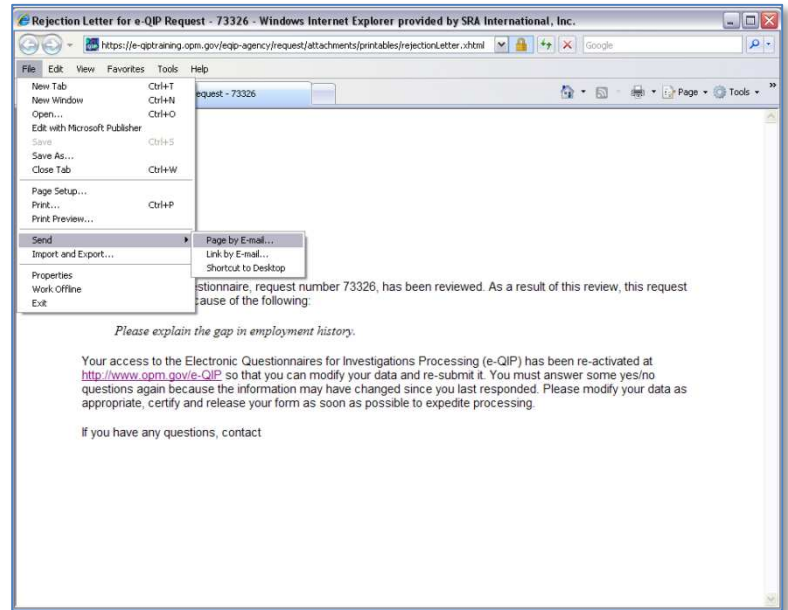 Rejection Letter for e-QIP Request - 73326 - Windows Internet Explorer provided by SRA International, Inc.
https://e-qiptraining.opm.gov/eqip-agency/request/attachments/printables/rejectionLetter.xhtml
Google
File Edit View Favorites Tools Help
equest - 73326
Page Tools
New Tab Ctrl+T
New Window Ctrl+N
Open... Ctrl+O
Edit with Microsoft Publisher
Save Ctrl+S
Save As...
Close Tab Ctrl+W
Page Setup...
Print... Ctrl+P
Print Preview...
Send
Import and Export...
Properties
Work Offline
Exit
Page by E-mail...
Link by E-mail...
Shortcut to Desktop
stionnaire, request number 73326, has been reviewed. As a result of this review, this request
cause of the following:
Please explain the gap in employment history.
Your access to the Electronic Questionnaires for Investigations Processing (e-QIP) has been re-activated at
http://www.opm.gov/e-QIP so that you can modify your data and re-submit it. You must answer some yes/no
questions again because the information may have changed since you last responded. Please modify your data as
appropriate, certify and release your form as soon as possible to expedite processing.
If you have any questions, contact